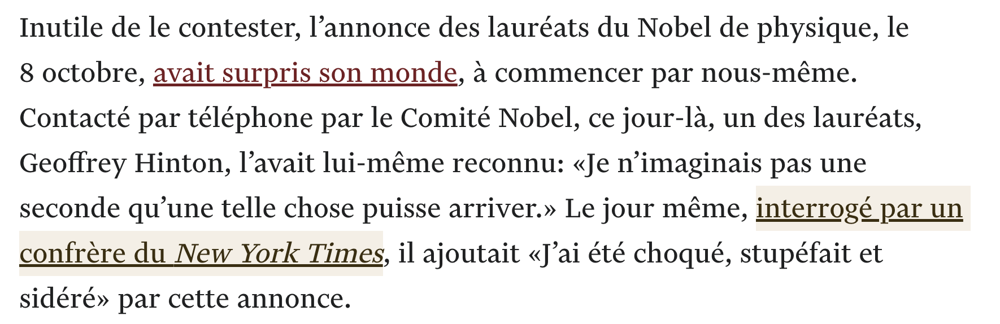 Inutile de le contester, l’annonce des lauréats du Nobel de physique, le
8 octobre, avait surpris son monde, à commencer par nous-même.
Contacté par téléphone par le Comité Nobel, ce jour-là, un des lauréats,
Geoffrey Hinton, l’avait lui-même reconnu: «Je n’imaginais pas une
seconde qu’une telle chose puisse arriver.» Le jour même, interrogé par un
confrère du New York Times, il ajoutait «J’ai été choqué, stupéfait et
sidéré» par cette annonce.